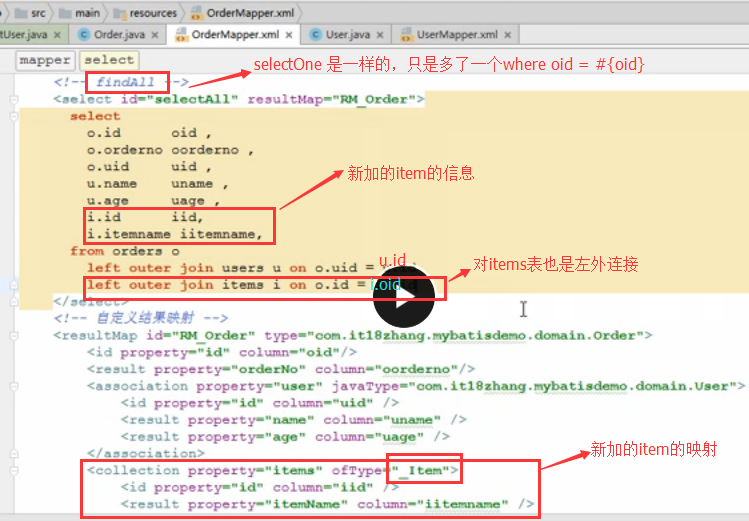 src main resources OrderMapper.xml
tUser.java Order.java OrderMapper.xml User.java UserMapper.xml
mapper select
<!-- findAll -->
selectOne 是一样的，只是多了一个where oid = #{oid}
<select id="selectAll" resultMap="RM_Order">
select
o.id oid ,
o.orderno oorderno ,
o.uid uid ,
u.name uname ,
新加的item的信息
u.age uage ,
i.id iid,
i.itemname iitemname,
from orders o
left outer join users u on o.uid = u.id
对items表也是左外连接
left outer join items i on o.id = i.oid
</select>
<!-- 自定义结果映射 -->
<resultMap id="RM_Order" type="com.it18zhang.mybatisdemo.domain.Order">
<id property="id" column="oid"/>
<result property="orderNo" column="oorderno"/>
<association property="user" javaType="com.it18zhang.mybatisdemo.domain.User">
<id property="id" column="uid" />
<result property="name" column="uname" />
<result property="age" column="uage" />
</association>
新加的item的映射
<collection property="items" ofType="_Item">
<id property="id" column="iid" />
<result property="itemName" column="iitemname" />